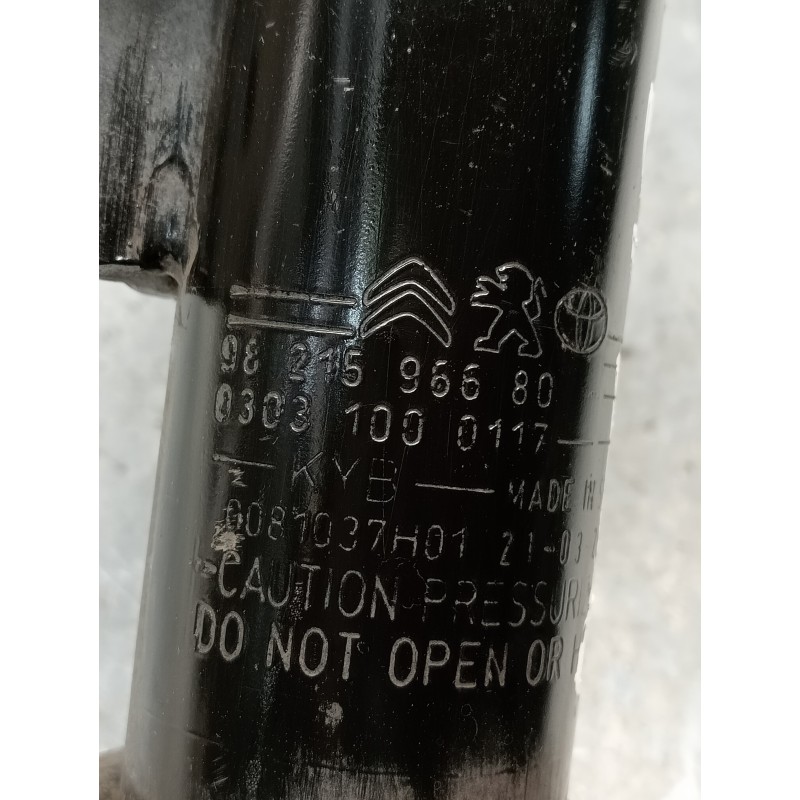 98 215 966 80
0303 100 0117
KYB MADE IN
0081037H01 21-03
CAUTION PRESSURI
DO NOT OPEN OR